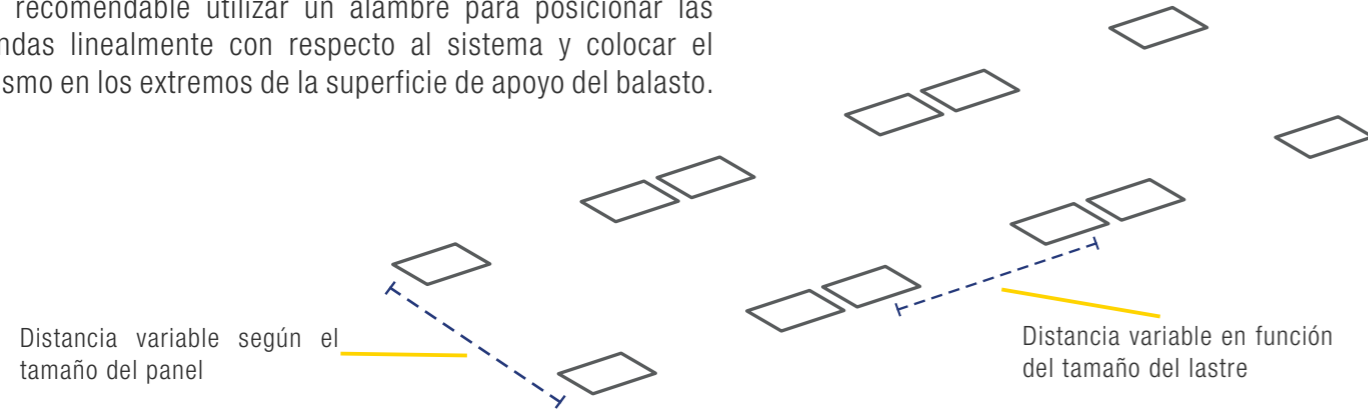 recomendable utilizar un alambre para posicionar las
ndas linealmente con respecto al sistema y colocar el
smo en los extremos de la superficie de apoyo del balasto.
Distancia variable según el
tamaño del panel
Distancia variable en función
del tamaño del lastre